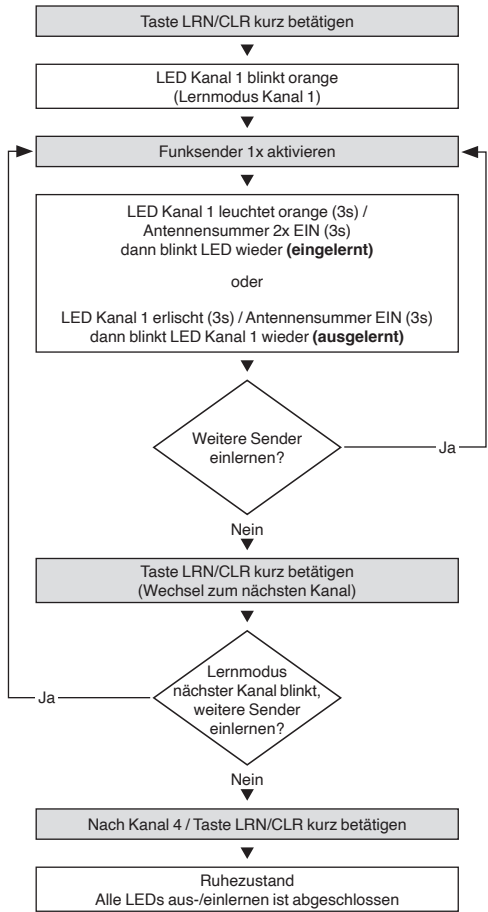 Taste LRN/CLR kurz betätigen
LED Kanal 1 blinkt orange
(Lernmodus Kanal 1)
Funksender 1x aktivieren
LED Kanal 1 leuchtet orange (3s) /
Antennensummer 2x EIN (3s)
dann blinkt LED wieder (eingelernt)
oder
LED Kanal 1 erlischt (3s) / Antennensummer EIN (3s)
dann blinkt LED Kanal 1 wieder (ausgelernt)
Weitere Sender
einlernen?
Ja
Nein
Taste LRN/CLR kurz betätigen
(Wechsel zum nächsten Kanal)
Lernmodus
nächster Kanal blinkt,
weitere Sender
einlernen?
Ja
Nein
Nach Kanal 4 / Taste LRN/CLR kurz betätigen
Ruhezustand
Alle LEDs aus-/einlernen ist abgeschlossen